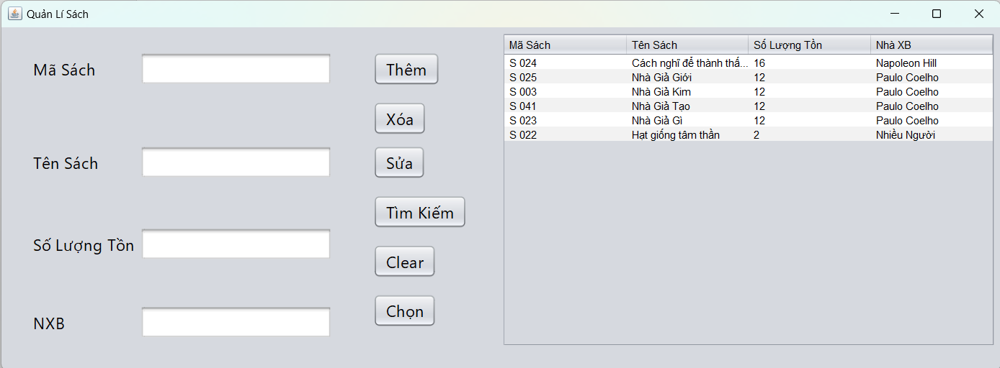 Quản Lí Sách
Mã Sách
Tên Sách
Số Lượng Tồn
NXB
Thêm
Xóa
Sửa
Tìm Kiếm
Clear
Chọn
Mã Sách Tên Sách Số Lượng Tồn Nhà XB
S 024 Cách nghĩ để thành thấ... 16 Napoleon Hill
S 025 Nhà Giả Giới 12 Paulo Coelho
S 003 Nhà Giả Kim 12 Paulo Coelho
S 041 Nhà Giả Tạo 12 Paulo Coelho
S 023 Nhà Giả Gì 12 Paulo Coelho
S 022 Hạt giống tâm thần 2 Nhiều Người